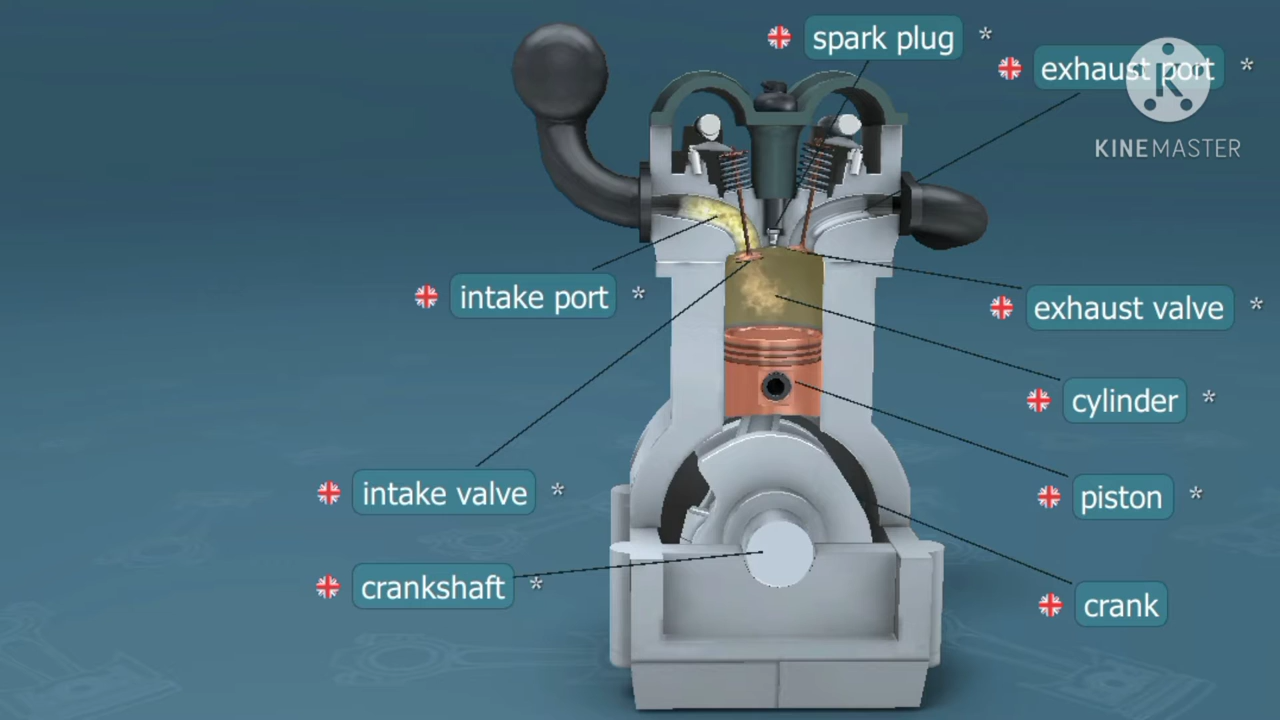 spark plug *
exhaust port *
KINEMASTER
intake port *
exhaust valve *
cylinder *
intake valve *
piston *
crankshaft *
crank